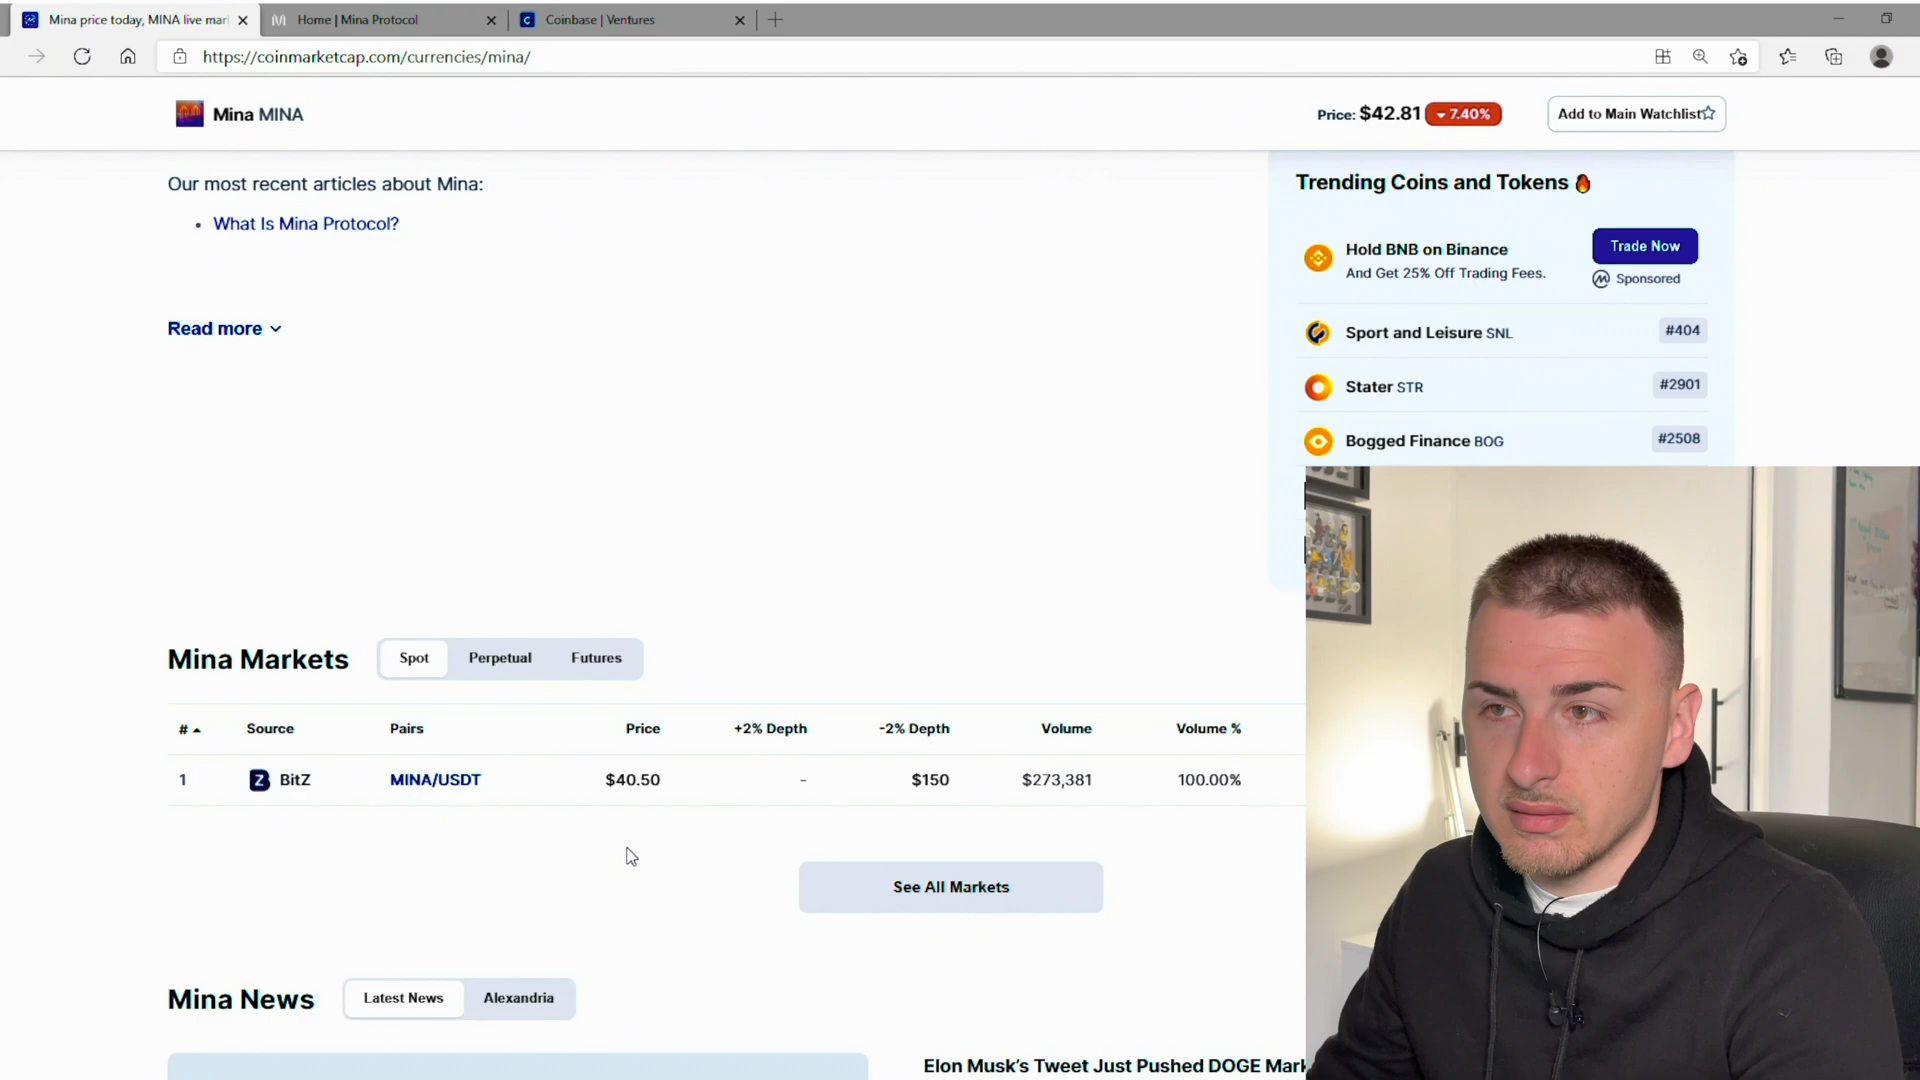 Mina price today, MINA live mar
Home | Mina Protocol
Coinbase | Ventures
https://coinmarketcap.com/currencies/mina/
Mina MINA
Price: $42.81 7.40%
Add to Main Watchlist
Our most recent articles about Mina:
What Is Mina Protocol?
Read more
Trending Coins and Tokens
Hold BNB on Binance
And Get 25% Off Trading Fees.
Trade Now
Sponsored
Sport and Leisure SNL #404
Stater STR #2901
Bogged Finance BOG #2508
Mina Markets Spot Perpetual Futures
# Source Pairs Price +2% Depth -2% Depth Volume Volume %
1 BitZ MINA/USDT $40.50 - $150 $273,381 100.00%
See All Markets
Mina News Latest News Alexandria
Elon Musk's Tweet Just Pushed DOGE Mark